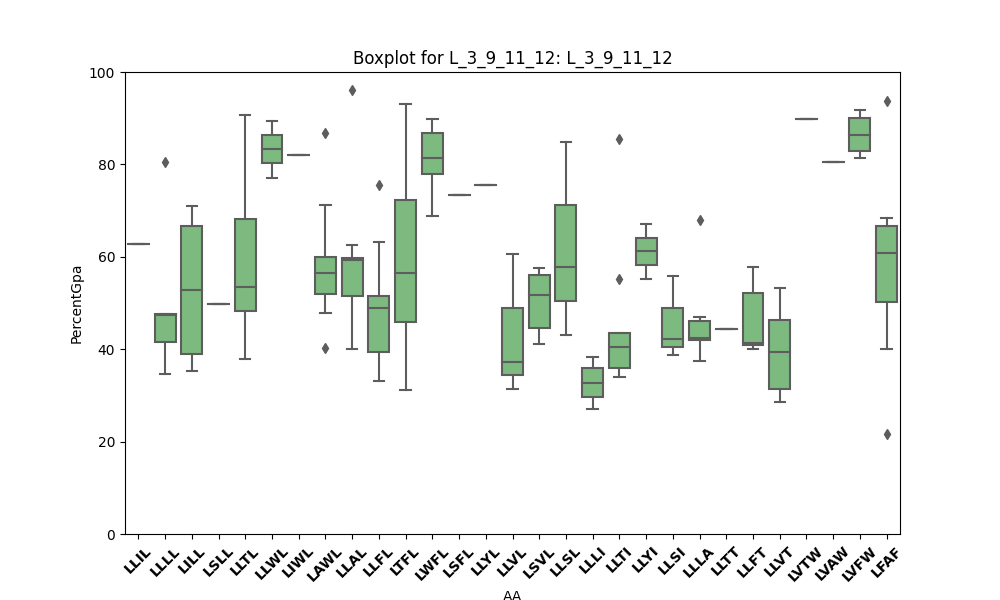 Boxplot for L_3_9_11_12: L_3_9_11_12
100
80
60
40
20
0
PercentGpa
LLIL LLLL LILL LSLL LLTL LLWL LIWL LAWL LLAL LLFL LTFL LWFL LSFL LLYL LLVL LSVL LLSL LLLI LLTI LLYI LLSI LLLA LLTT LLFT LLVT LVTW LVAW LVFW LFAF
AA